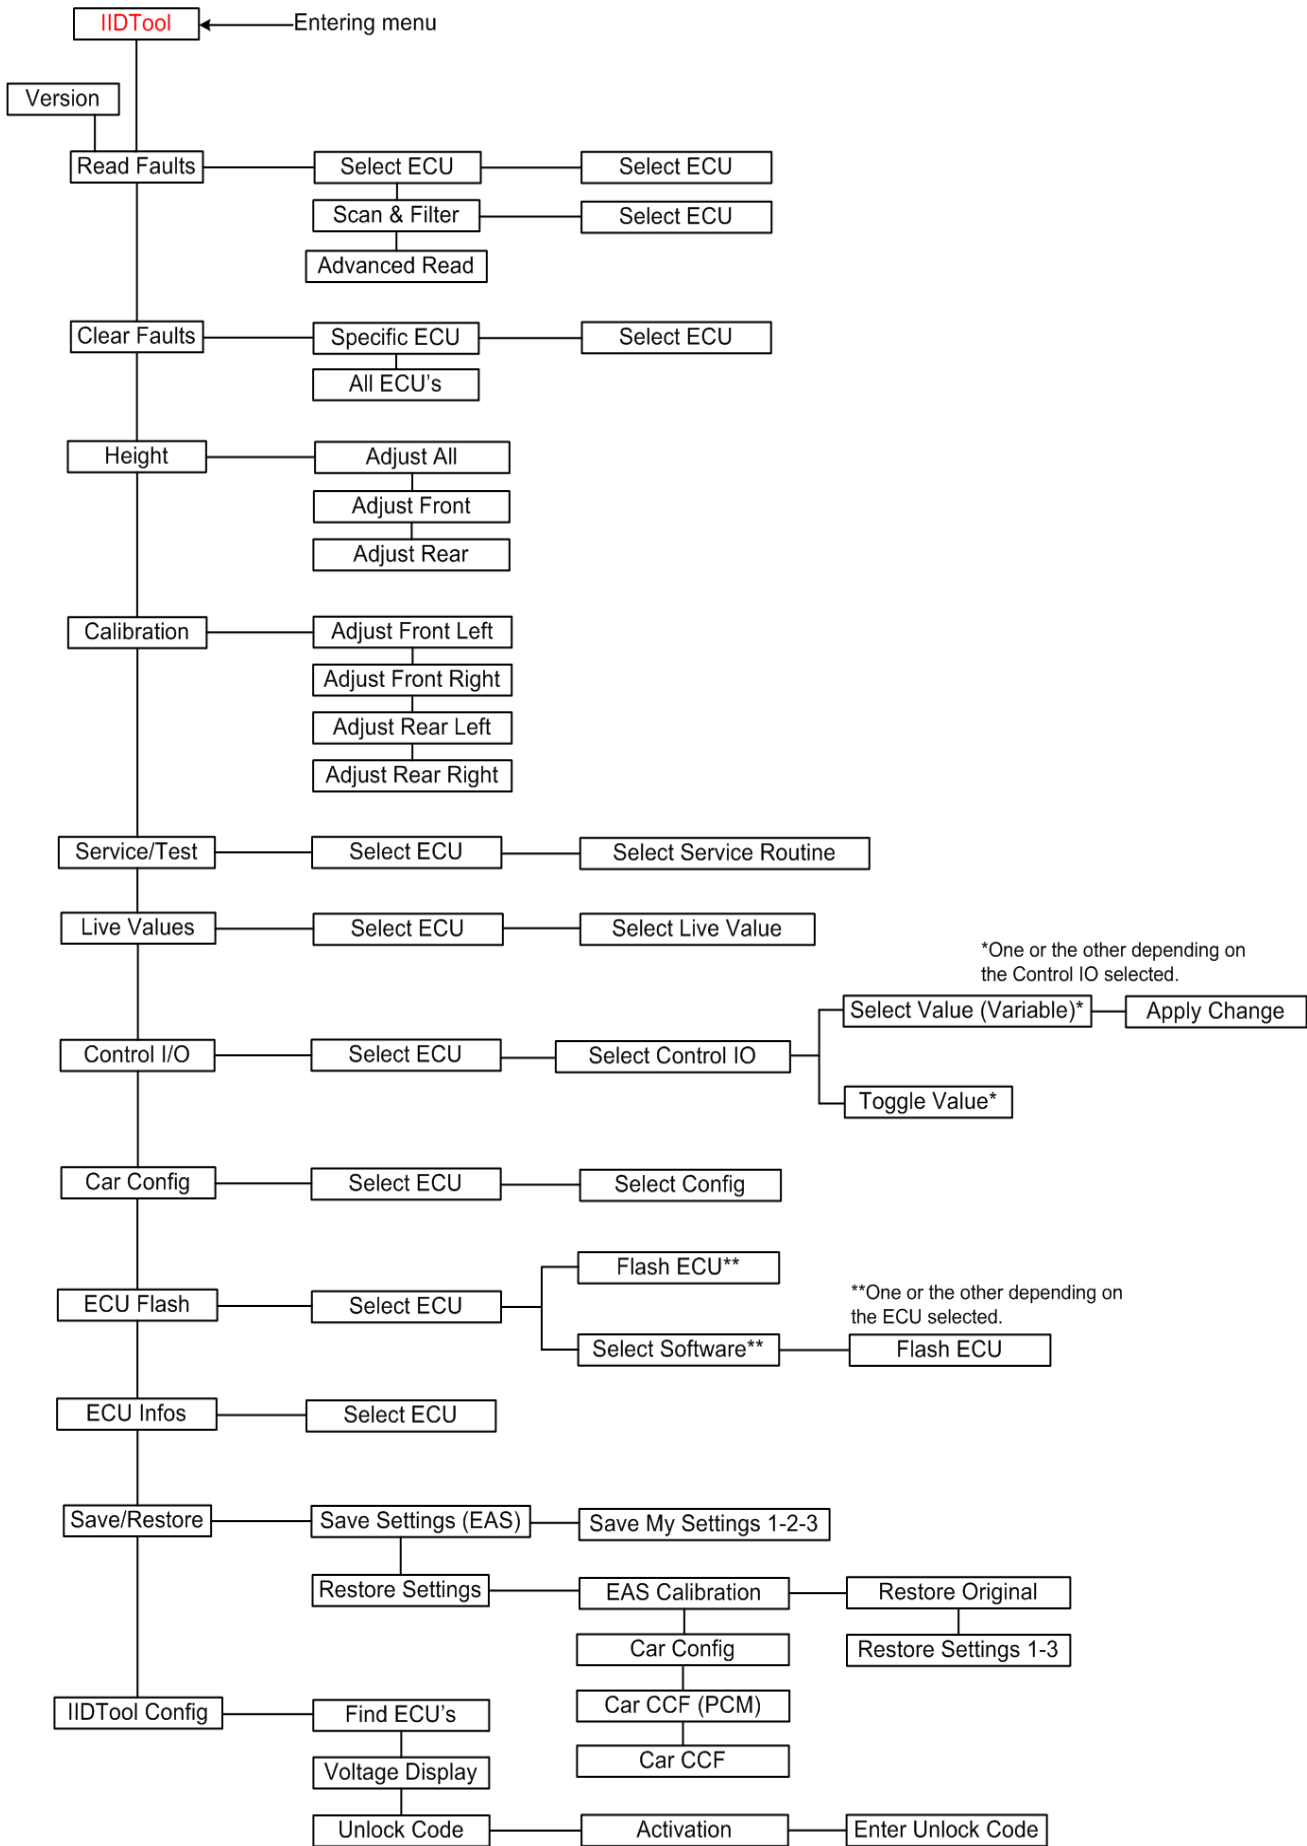 IIDTool
Entering menu
Version
Read Faults
Select ECU
Select ECU
Scan & Filter
Select ECU
Advanced Read
Clear Faults
Specific ECU
Select ECU
All ECU's
Height
Adjust All
Adjust Front
Adjust Rear
Calibration
Adjust Front Left
Adjust Front Right
Adjust Rear Left
Adjust Rear Right
Service/Test
Select ECU
Select Service Routine
Live Values
Select ECU
Select Live Value
*One or the other depending on
the Control IO selected.
Select Value (Variable)*
Apply Change
Control I/O
Select ECU
Select Control IO
Toggle Value*
Car Config
Select ECU
Select Config
Flash ECU**
ECU Flash
Select ECU
**One or the other depending on
the ECU selected.
Select Software**
Flash ECU
ECU Infos
Select ECU
Save/Restore
Save Settings (EAS)
Save My Settings 1-2-3
Restore Settings
EAS Calibration
Restore Original
Car Config
Restore Settings 1-3
IIDTool Config
Find ECU's
Car CCF (PCM)
Voltage Display
Car CCF
Unlock Code
Activation
Enter Unlock Code